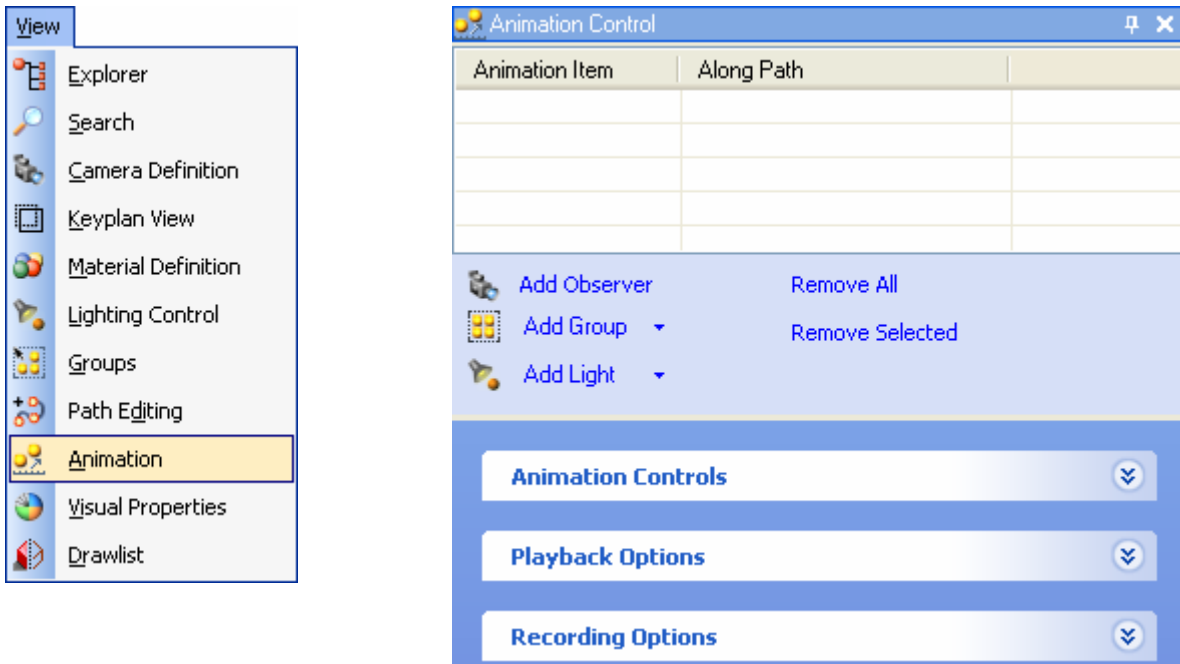 View
Explorer
Search
Camera Definition
Keyplan View
Material Definition
Lighting Control
Groups
Path Editing
Animation
Visual Properties
Drawlist
Animation Control
Animation Item Along Path
Add Observer Remove All
Add Group Remove Selected
Add Light
Animation Controls
Playback Options
Recording Options